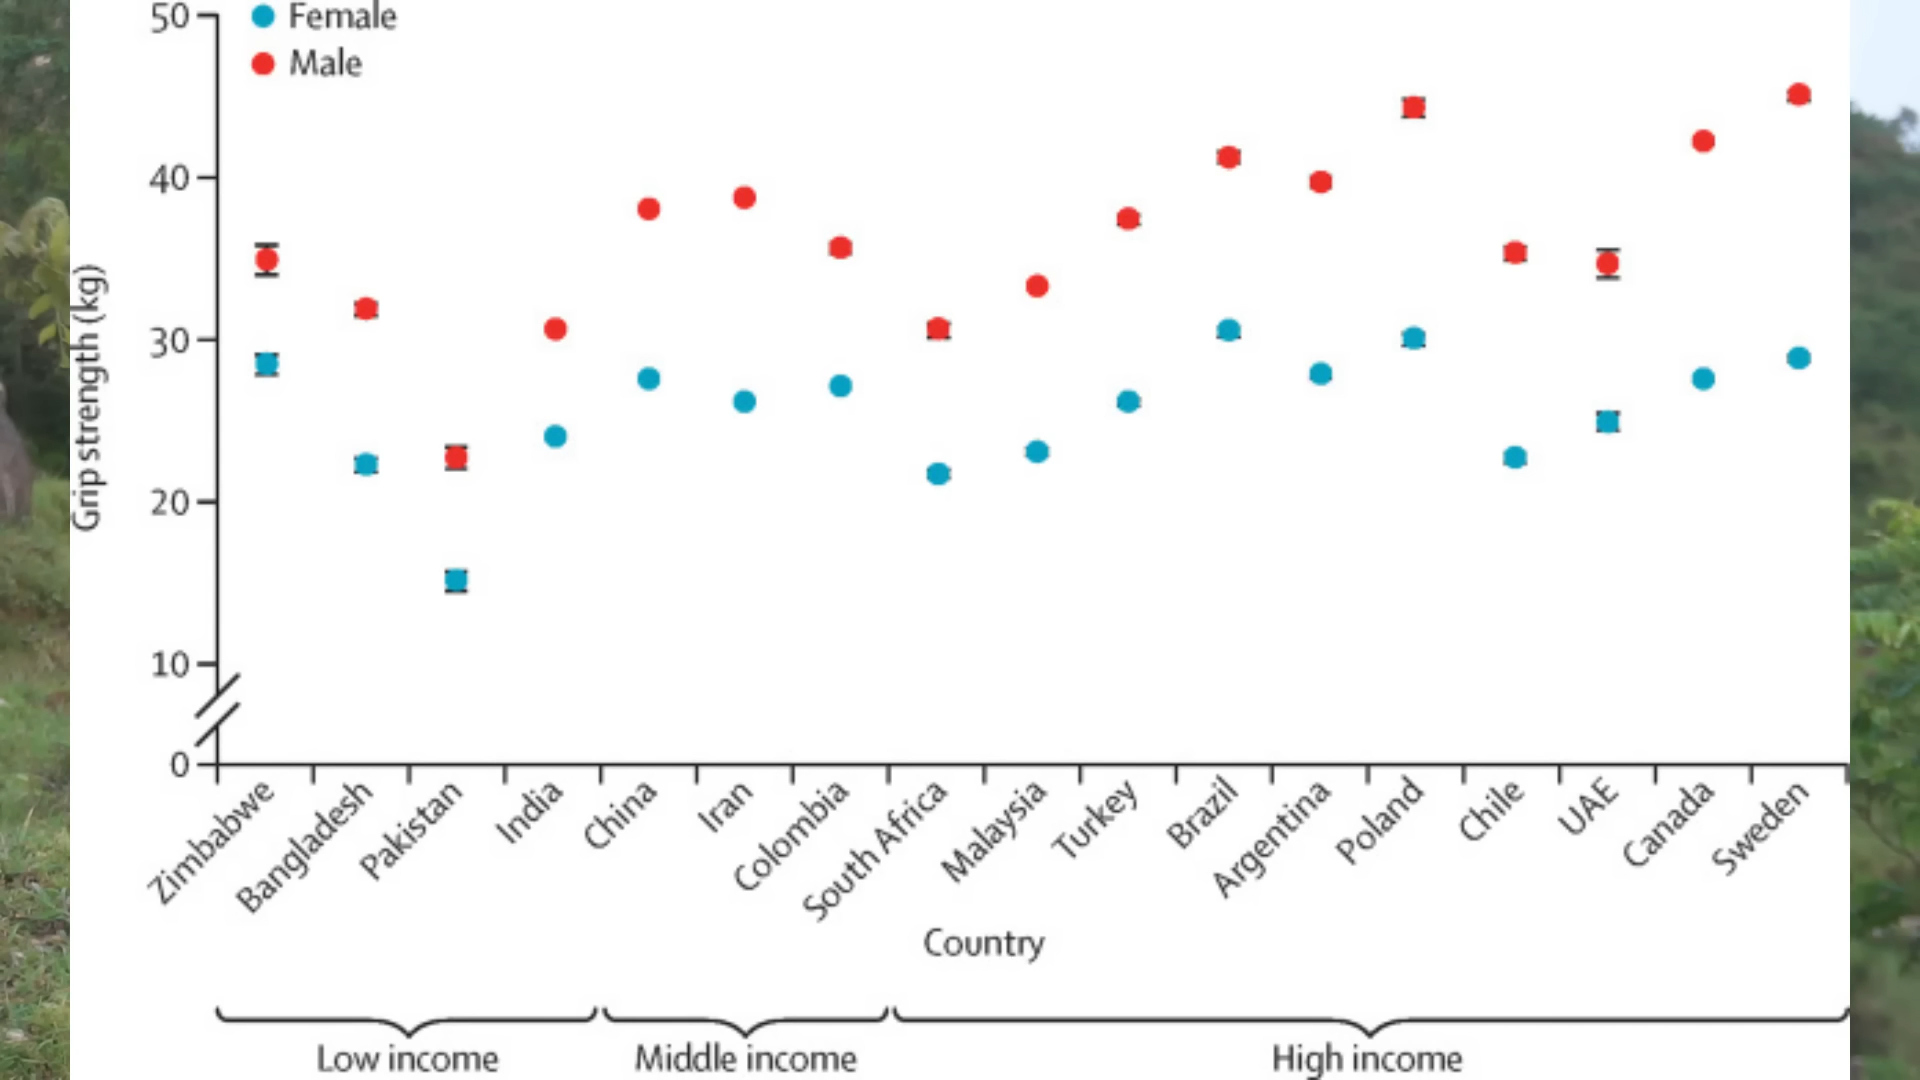 50
Female
Male
40
30
20
10
0
Grip strength (kg)
Zimbabwe
Bangladesh
Pakistan
India
China
Iran
Colombia
South Africa
Malaysia
Turkey
Brazil
Argentina
Poland
Chile
UAE
Canada
Sweden
Country
Low income
Middle income
High income